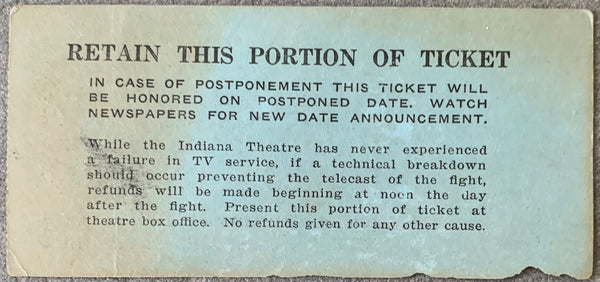 RETAIN THIS PORTION OF TICKET
IN CASE OF POSTPONEMENT THIS TICKET WILL
BE HONORED ON POSTPONED DATE. WATCH
NEWSPAPERS FOR NEW DATE ANNOUNCEMENT.
While the Indiana Theatre has never experienced
a failure in TV service, if a technical breakdown
should occur preventing the telecast of the fight,
refunds will be made beginning at noon the day
after the fight. Present this portion of ticket at
theatre box office. No refunds given for any other cause.